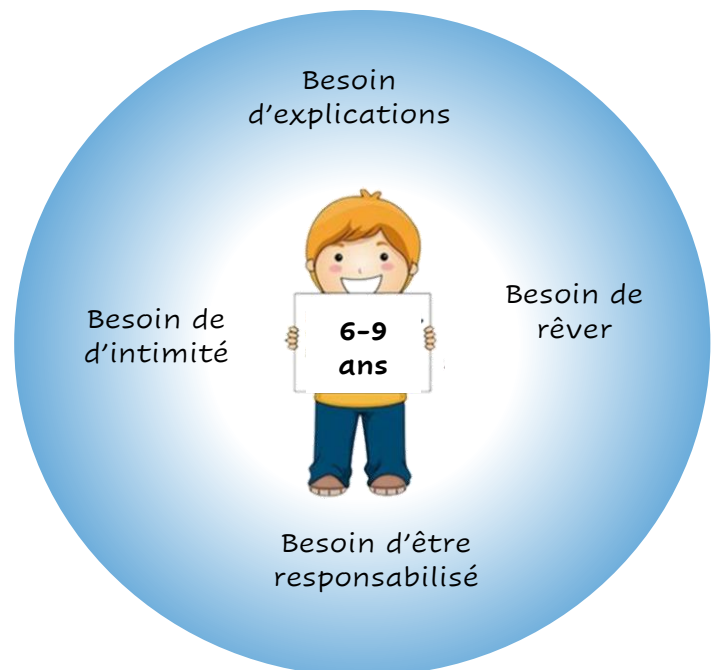 Besoin
d'explications
Besoin de
d'intimité
6-9
ans
Besoin de
rêver
Besoin d'être
responsabilisé